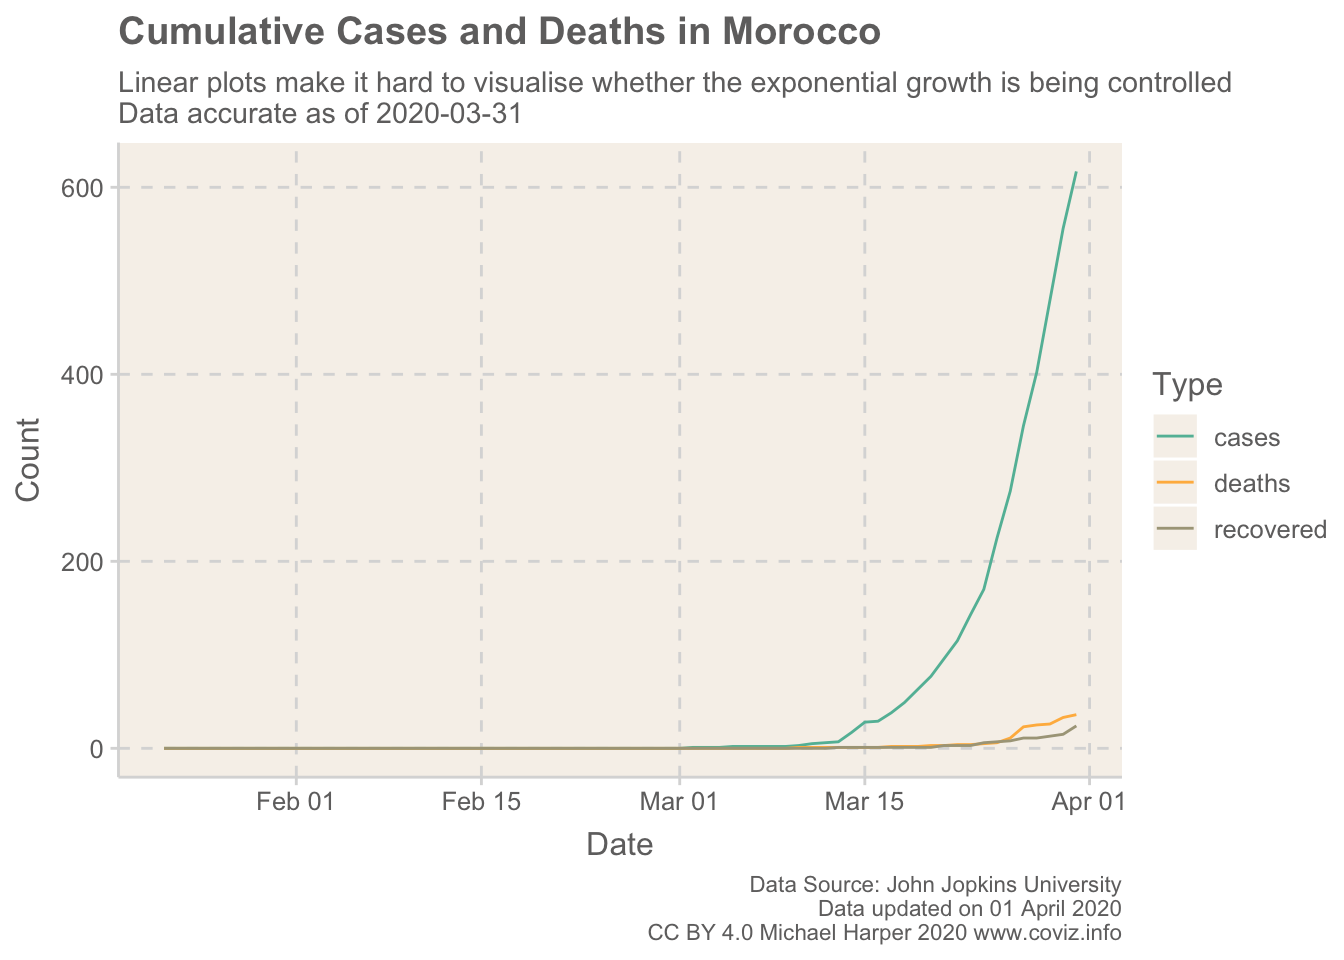 Cumulative Cases and Deaths in Morocco
Linear plots make it hard to visualise whether the exponential growth is being controlled
Data accurate as of 2020-03-31
600
400
200
0
Count
Feb 01
Feb 15
Mar 01
Mar 15
Apr 01
Date
Type
cases
deaths
recovered
Data Source: John Jopkins University
Data updated on 01 April 2020
CC BY 4.0 Michael Harper 2020 www.coviz.info